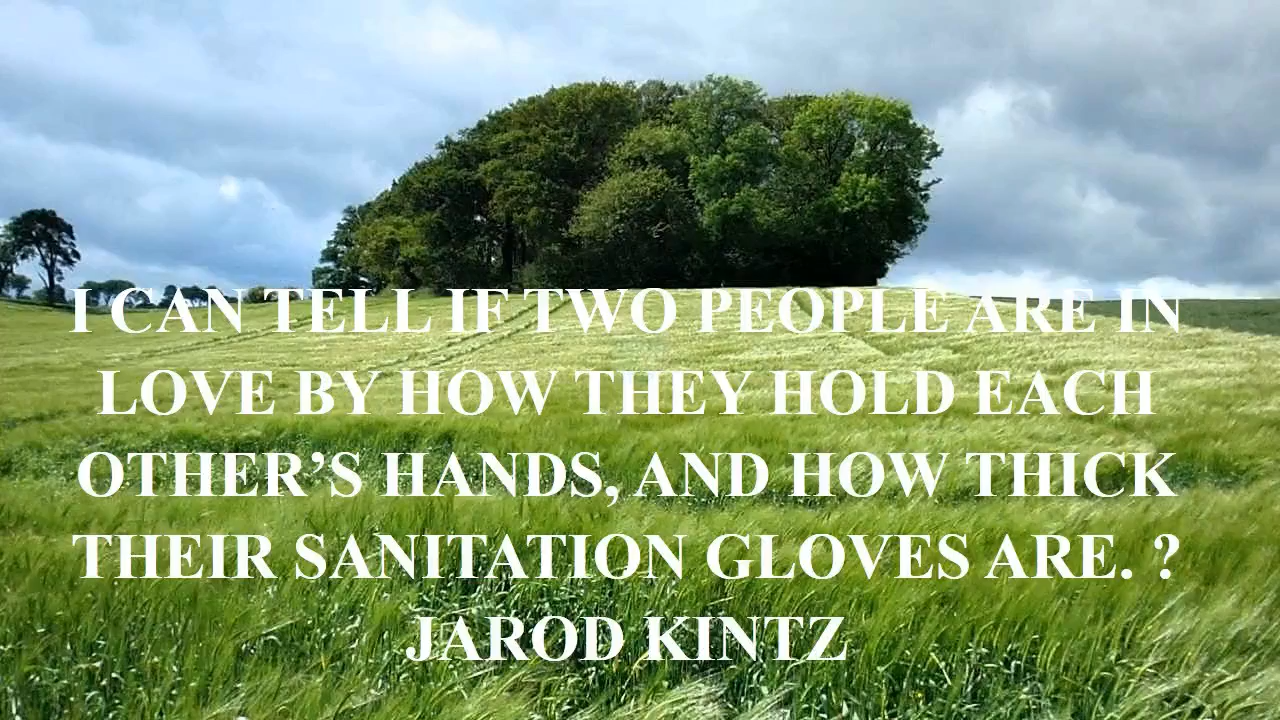 I CAN TELL IF TWO PEOPLE ARE IN
LOVE BY HOW THEY HOLD EACH
OTHER’S HANDS, AND HOW THICK
THEIR SANITATION GLOVES ARE. ?
JAROD KINTZ